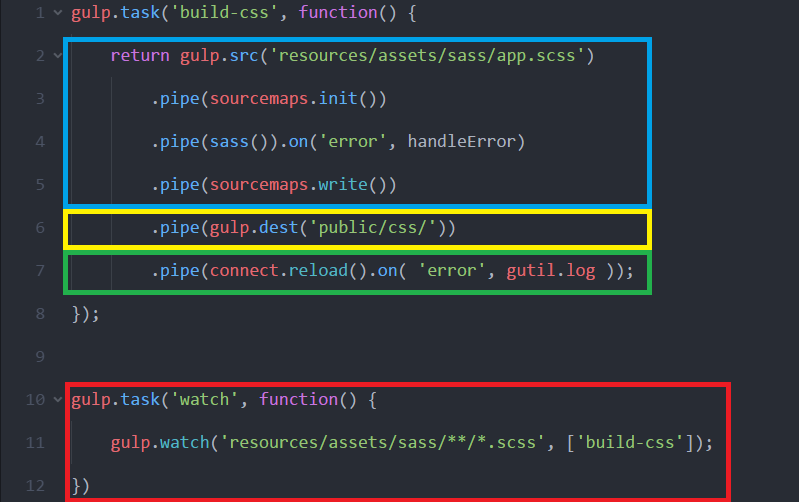 1 gulp.task('build-css', function() {
2 return gulp.src('resources/assets/sass/app.scss')
3 .pipe(sourcemaps.init())
4 .pipe(sass()).on('error', handleError)
5 .pipe(sourcemaps.write())
6 .pipe(gulp.dest('public/css/'))
7 .pipe(connect.reload().on( 'error', gutil.log ));
8 });
9
10 gulp.task('watch', function() {
11 gulp.watch('resources/assets/sass/**/*.scss', ['build-css']);
12 })